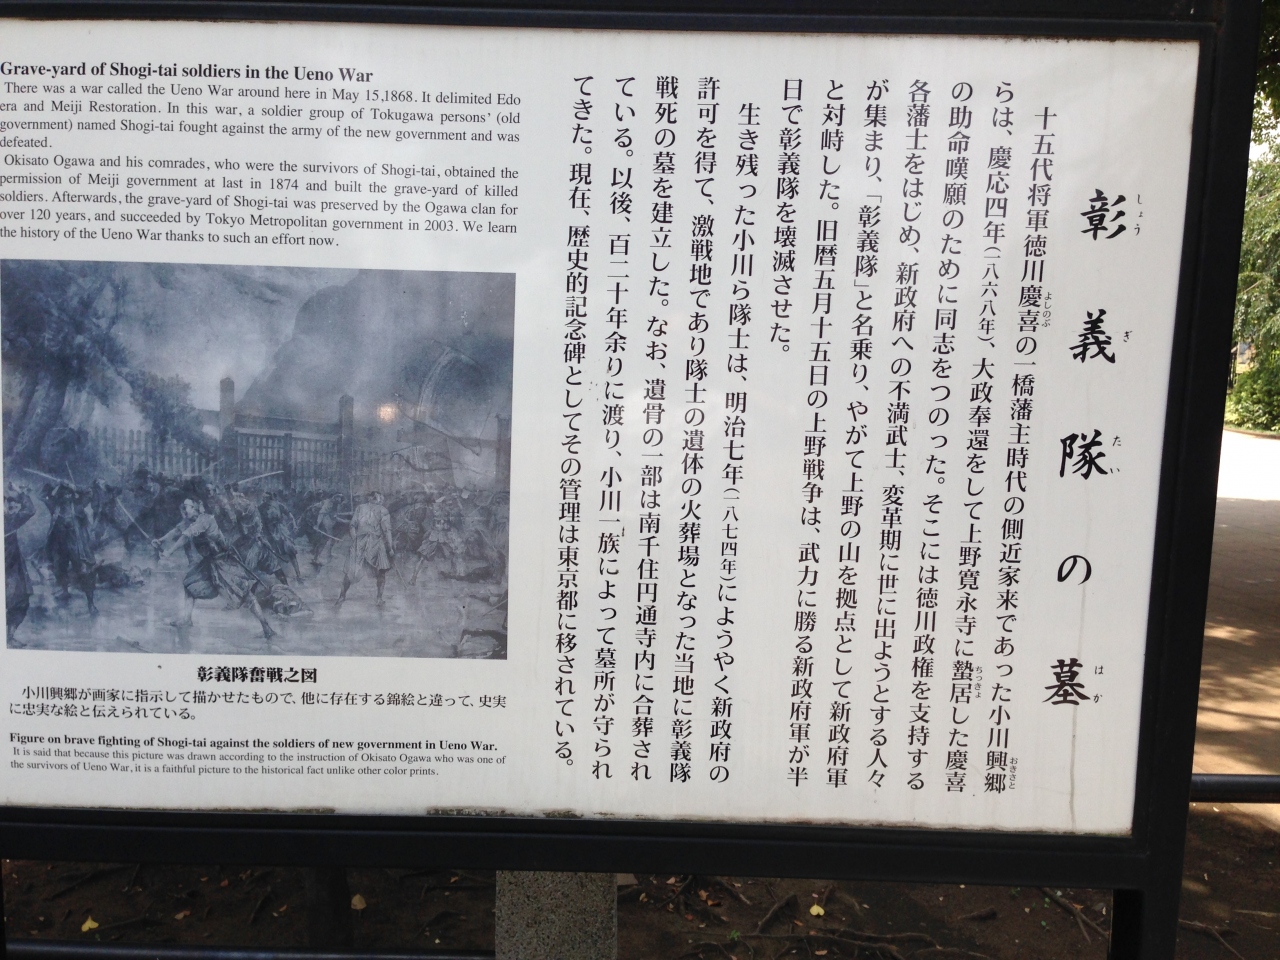 Grave-yard of Shogi-tai soldiers in the Ueno War
There was a war called the Ueno War around here in May 15,1868. It delimited Edo
era and Meiji Restoration. In this war, a soldier group of Tokugawa persons' (old
government) named Shogi-tai fought against the army of the new government and was
defeated.
Okisato Ogawa and his comrades, who were the survivors of Shogi-tai, obtained the
permission of Meiji government at last in 1874 and built the grave-yard of killed
soldiers. Afterwards, the grave-yard of Shogi-tai was preserved by the Ogawa clan for
over 120 years, and succeeded by Tokyo Metropolitan government in 2003. We learn
the history of the Ueno War thanks to such an effort now.
彰義隊奮戦之図
小川興郷が画家に指示して描かせたもので、他に存在する錦絵と違って、史実
に忠実な絵と伝えられている。
Figure on brave fighting of Shogi-tai against the soldiers of new government in Ueno War.
It is said that because this picture was drawn according to the instruction of Okisato Ogawa who was one of
the survivors of Ueno War, it is a faithful picture to the historical fact unlike other color prints.
彰義隊の墓
しょう ぎ たい はか
十五代将軍徳川慶喜の一橋藩主時代の側近家来であった小川興郷
よしのぶ おきさと
らは、慶応四年(一八六八年)、大政奉還をして上野寛永寺に蟄居した慶喜
ちっきょ
の助命嘆願のために同志をつのった。そこには徳川政権を支持する
各藩士をはじめ、新政府への不満武士、変革期に世に出ようとする人々
が集まり、「彰義隊」と名乗り、やがて上野の山を拠点として新政府軍
と対峙した。旧暦五月十五日の上野戦争は、武力に勝る新政府軍が半
日で彰義隊を壊滅させた。
生き残った小川ら隊士は、明治七年(一八七四年)にようやく新政府の
許可を得て、激戦地であり隊士の遺体の火葬場となった当地に彰義隊
戦死の墓を建立した。なお、遺骨の一部は南千住円通寺内に合葬され
ている。以後、百二十年余りに渡り、小川一族によって墓所が守られ
てきた。現在、歴史的記念碑としてその管理は東京都に移されている。